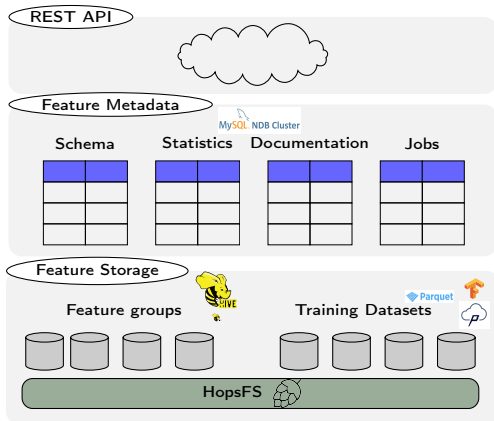 REST API
Feature Metadata
MySQL NDB Cluster
Schema
Statistics
Documentation
Jobs
Feature Storage
HIVE
Parquet
Feature groups
Training Datasets
P
HopsFS